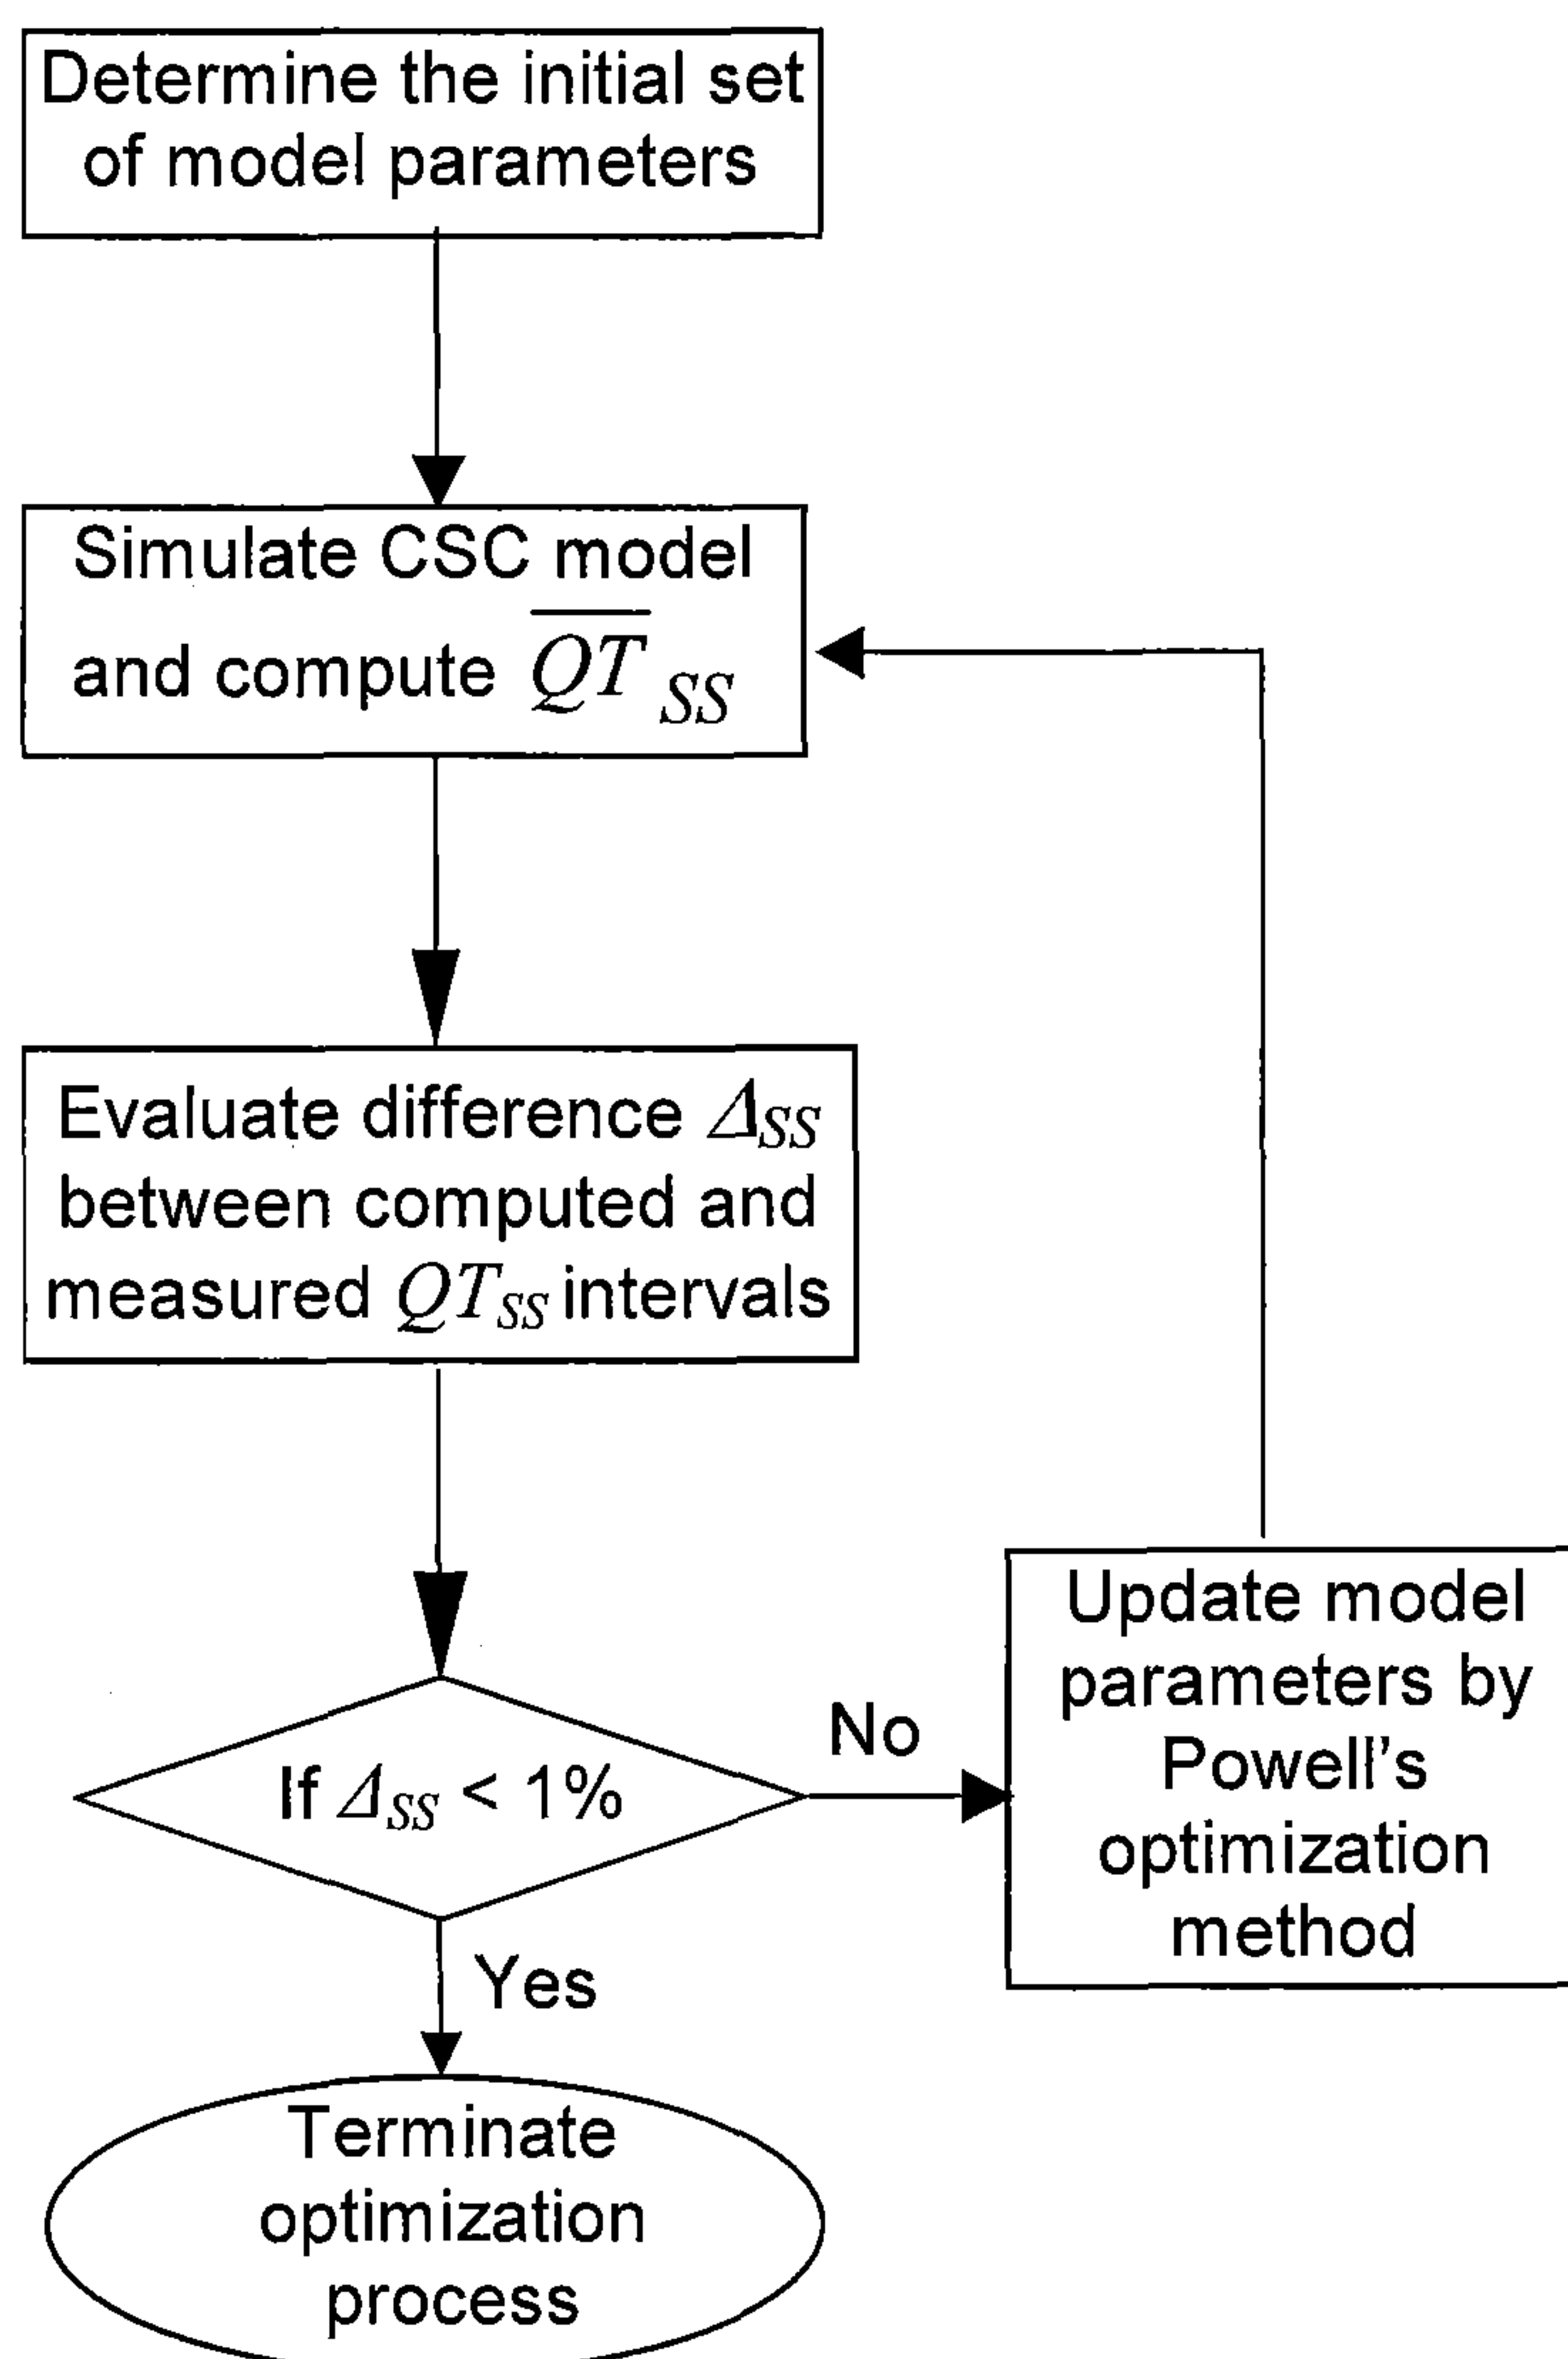 Determine the initial set
of model parameters
Simulate CSC model
and compute Q̅T̅ SS
Evaluate difference ΔSS
between computed and
measured QTSS intervals
If ΔSS < 1%
No
Update model
parameters by
Powell's
optimization
method
Yes
Terminate
optimization
process